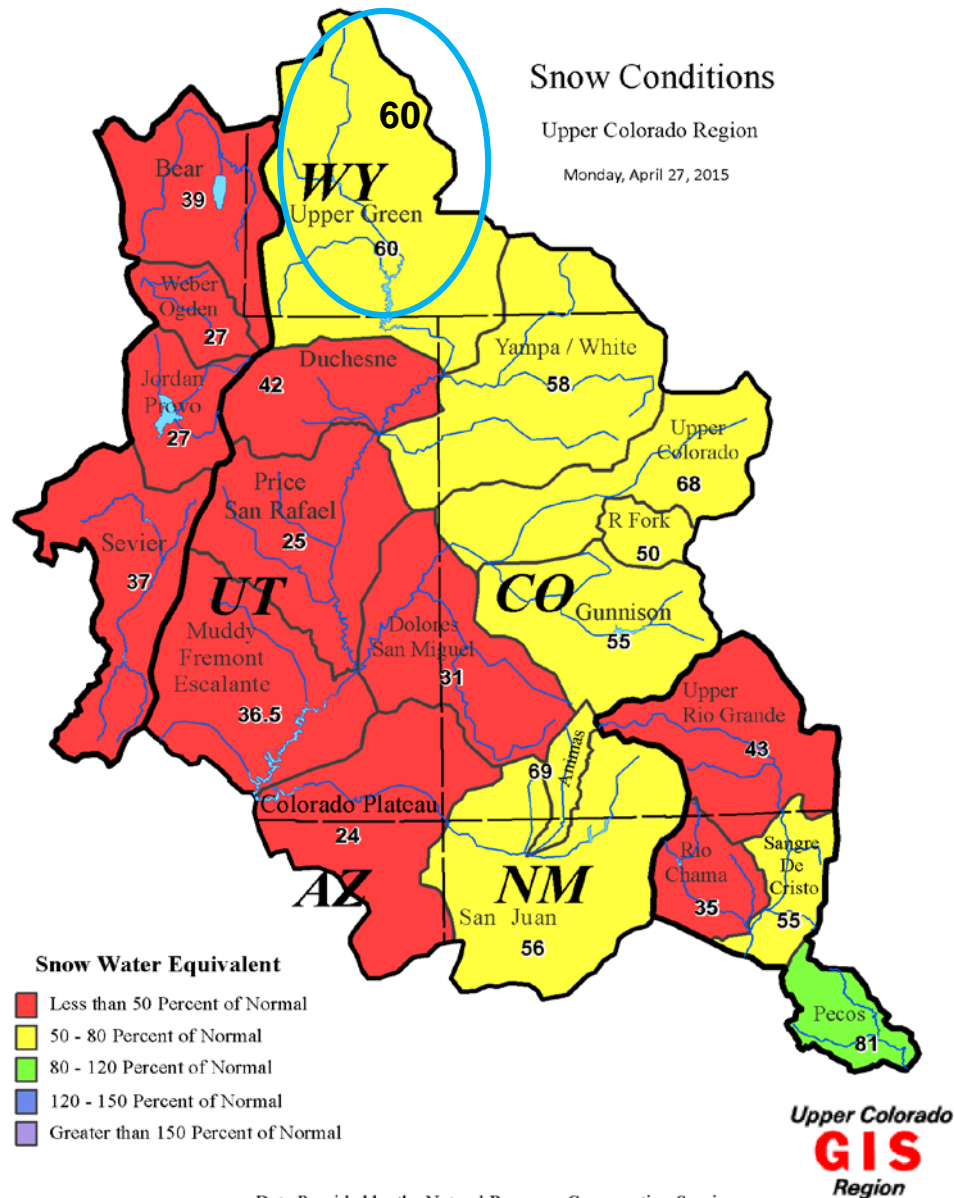 Snow Conditions
Upper Colorado Region
Monday, April 27, 2015
60
WY
Upper Green
60
Bear
39
Weber
Ogden
27
Jordan
Provo
27
Duchesne
42
Yampa / White
58
Upper
Colorado
68
R Fork
50
Price
San Rafael
25
Sevier
37
UT
CO
Gunnison
55
Muddy
Fremont
Escalante
36.5
Dolores
San Miguel
31
Upper
Rio Grande
43
Animas
69
Colorado Plateau
24
AZ
NM
San Juan
56
Rio
Chama
35
Sangre
De
Cristo
55
Pecos
81
Snow Water Equivalent
Less than 50 Percent of Normal
50 - 80 Percent of Normal
80 - 120 Percent of Normal
120 - 150 Percent of Normal
Greater than 150 Percent of Normal
Upper Colorado
GIS
Region